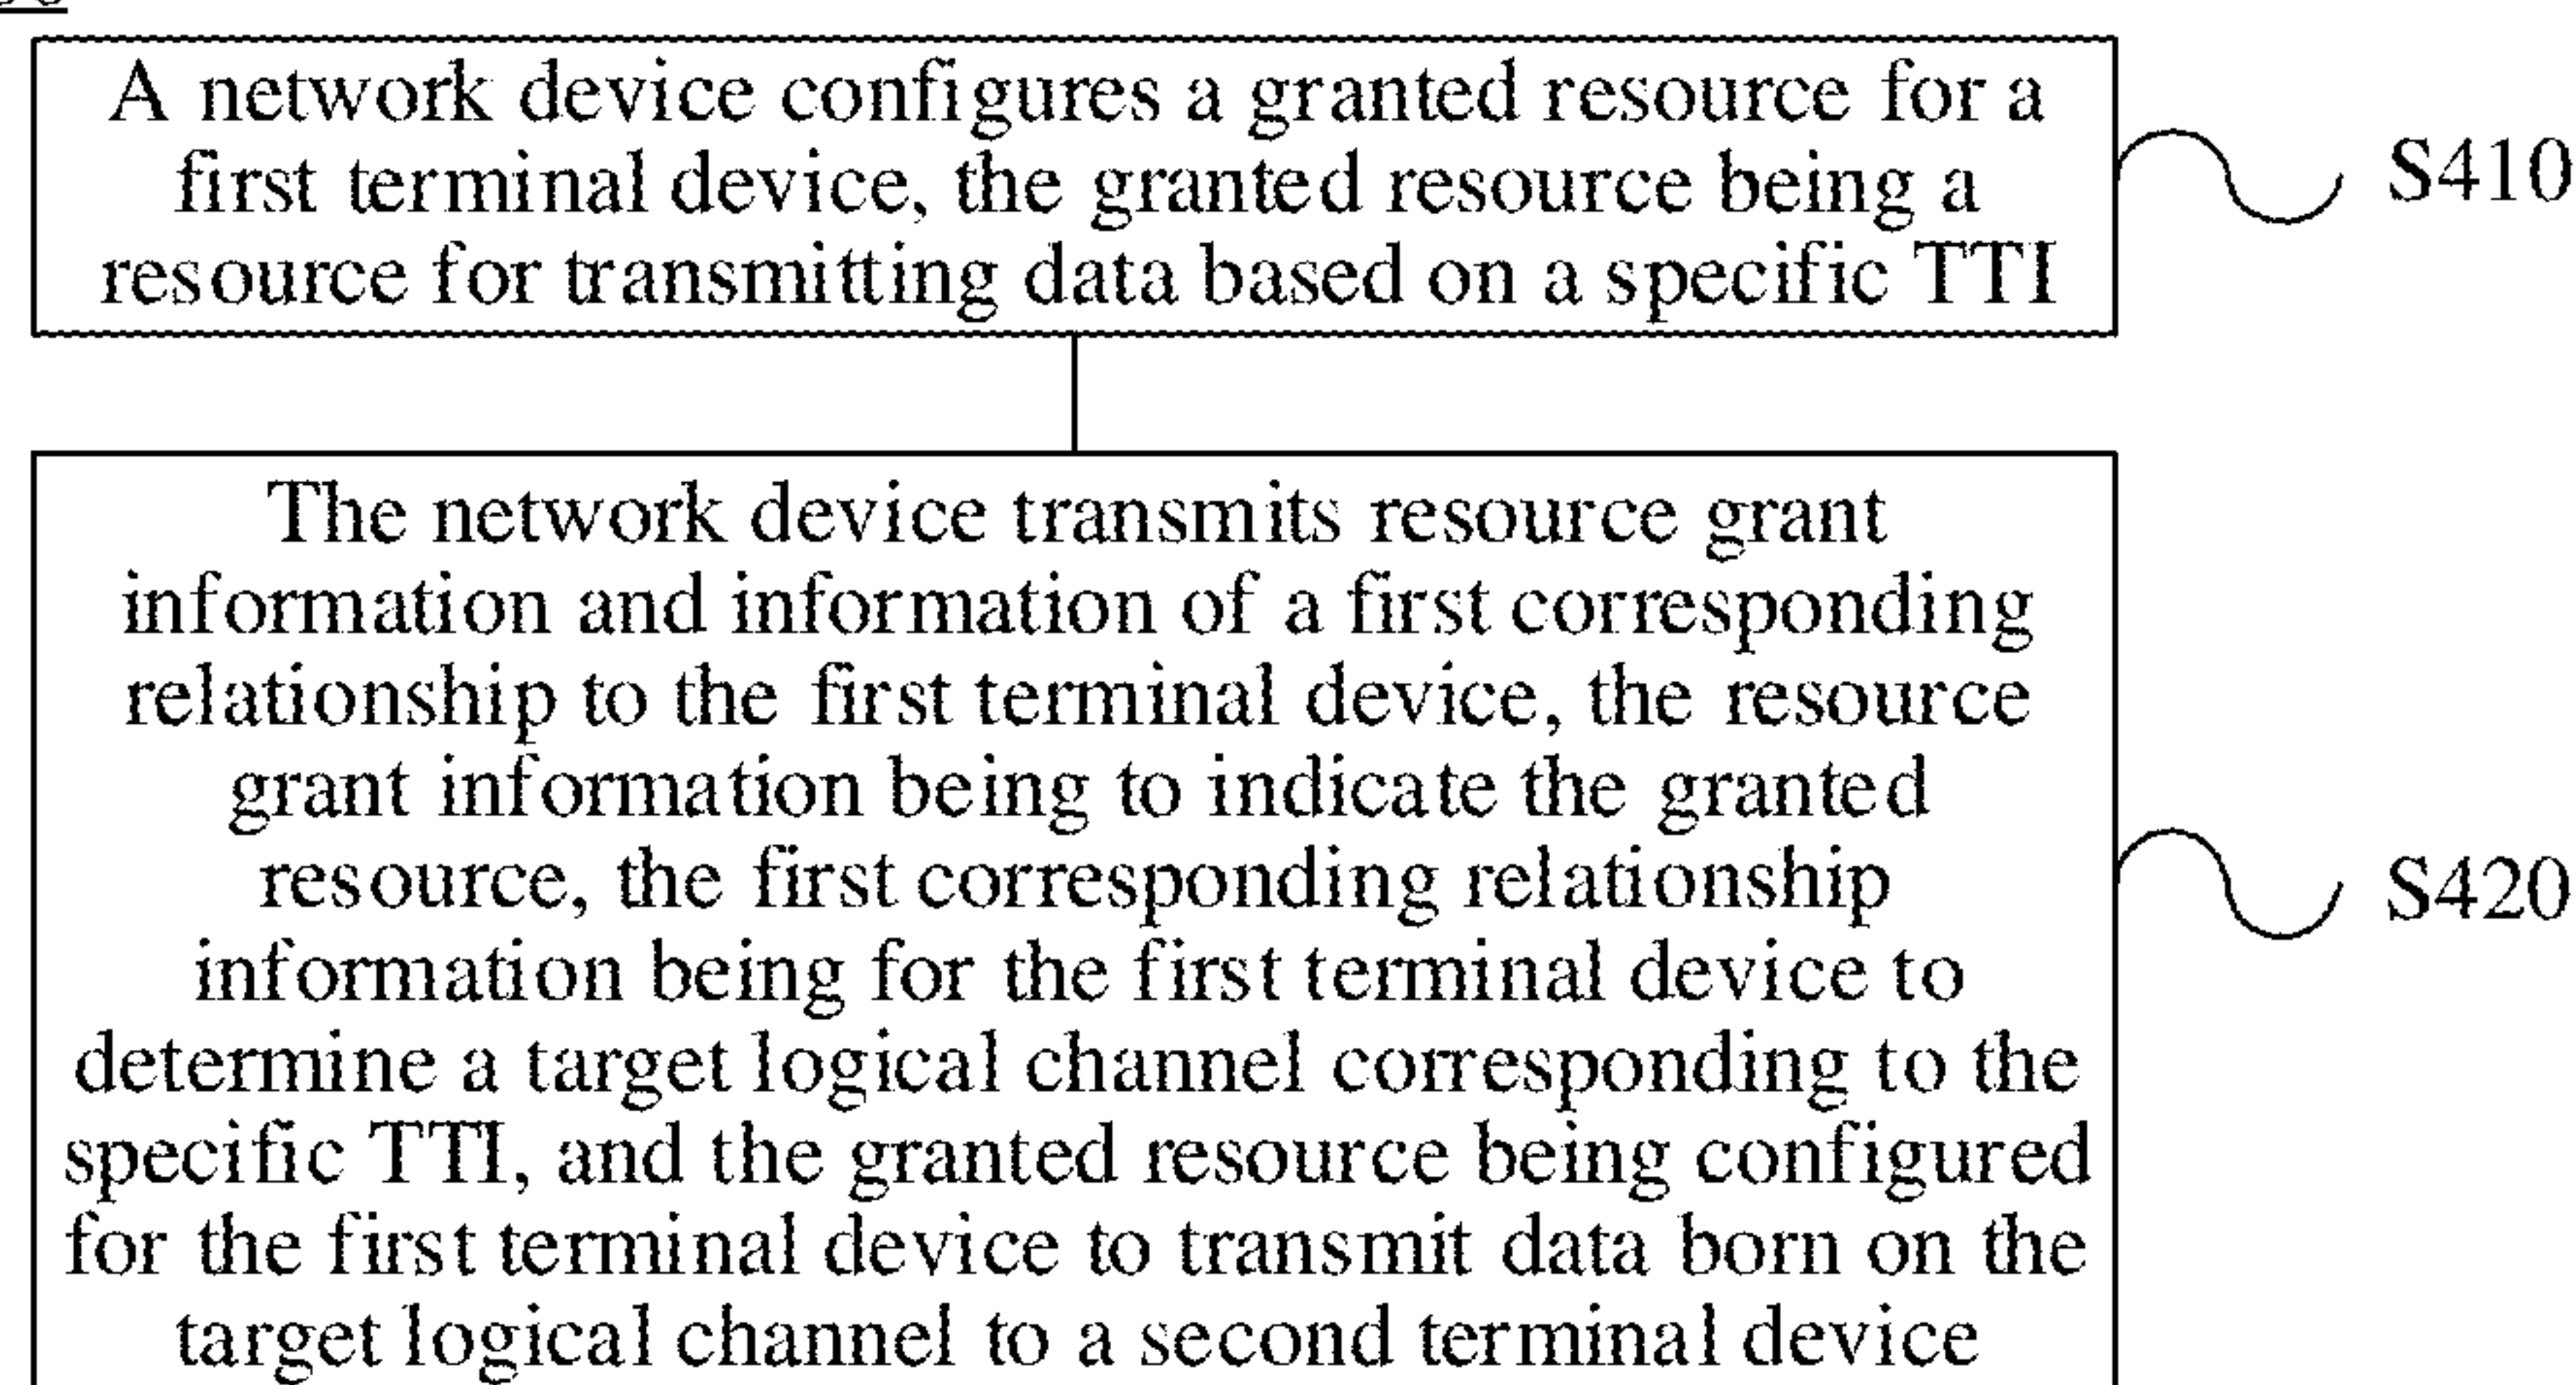 A network device configures a granted resource for a
first terminal device, the granted resource being a
resource for transmitting data based on a specific TTI
S410
The network device transmits resource grant
information and information of a first corresponding
relationship to the first terminal device, the resource
grant information being to indicate the granted
resource, the first corresponding relationship
information being for the first terminal device to
determine a target logical channel corresponding to the
specific TTI, and the granted resource being configured
for the first terminal device to transmit data born on the
target logical channel to a second terminal device
S420